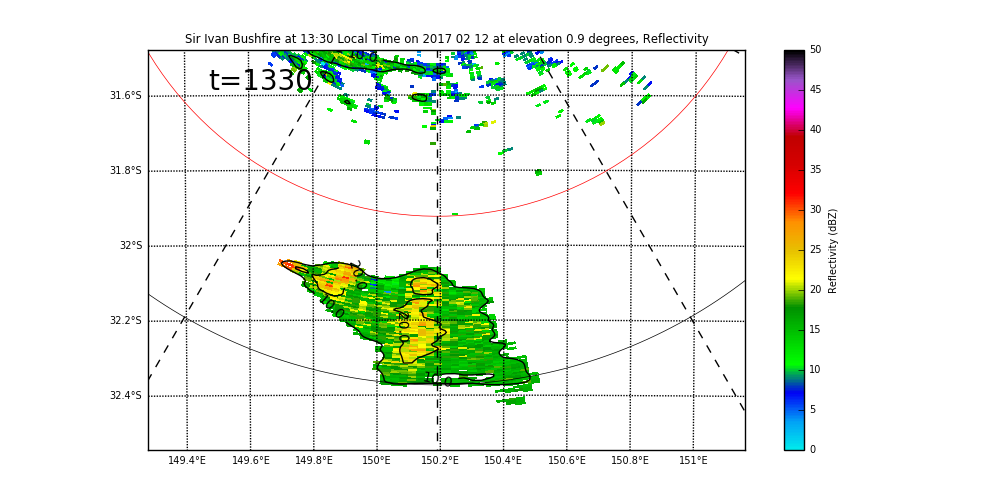 Sir Ivan Bushfire at 13:30 Local Time on 2017 02 12 at elevation 0.9 degrees, Reflectivity
t=1330
31.6°S
31.8°S
32°S
32.2°S
32.4°S
149.4°E 149.6°E 149.8°E 150°E 150.2°E 150.4°E 150.6°E 150.8°E 151°E
10.0
10.0
20.0
10.0
50
45
40
35
30
25
20
15
10
5
0
Reflectivity (dBZ)